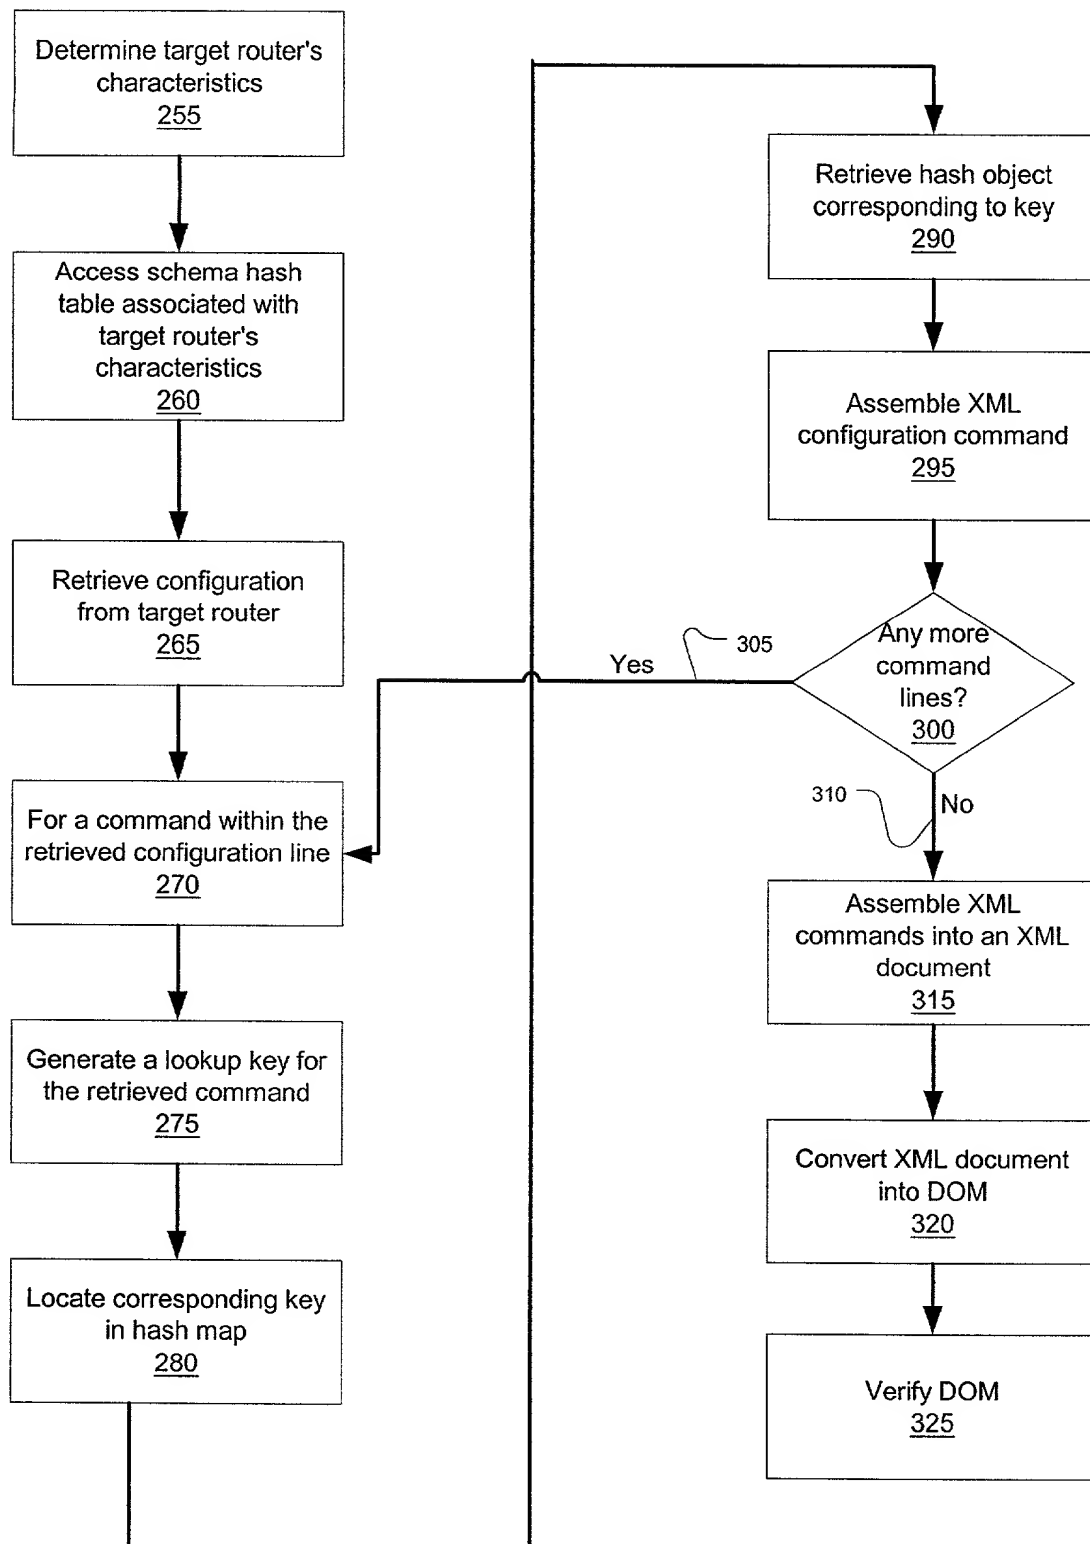 Determine target router's
characteristics
255
Access schema hash
table associated with
target router's
characteristics
260
Retrieve configuration
from target router
265
For a command within the
retrieved configuration line
270
Generate a lookup key for
the retrieved command
275
Locate corresponding key
in hash map
280
Retrieve hash object
corresponding to key
290
Assemble XML
configuration command
295
Any more
command
lines?
300
Yes
305
310
No
Assemble XML
commands into an XML
document
315
Convert XML document
into DOM
320
Verify DOM
325